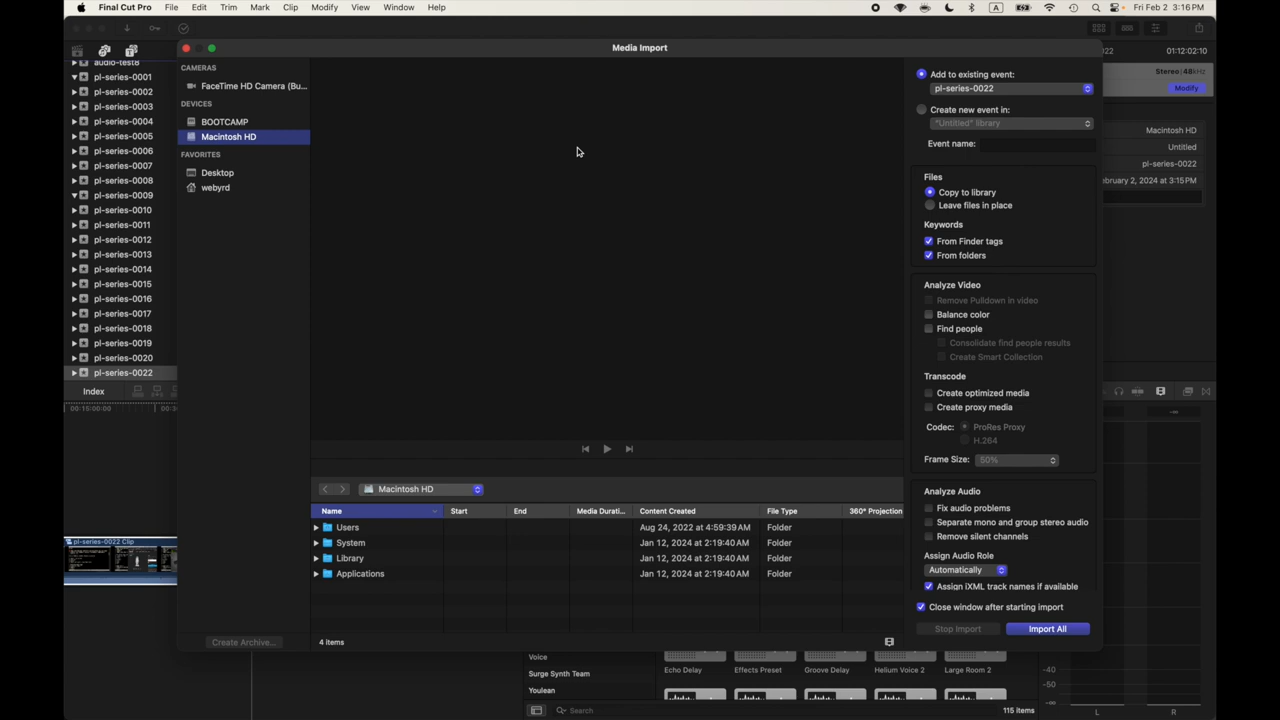 Final Cut Pro File Edit Trim Mark Clip Modify View Window Help A Fri Feb 2 3:16 PM
Media Import
CAMERAS
FaceTime HD Camera (Bu...
DEVICES
BOOTCAMP
Macintosh HD
FAVORITES
Desktop
webyrd
audio-test8
pl-series-0001
pl-series-0002
pl-series-0003
pl-series-0004
pl-series-0005
pl-series-0006
pl-series-0007
pl-series-0008
pl-series-0009
pl-series-0010
pl-series-0011
pl-series-0012
pl-series-0013
pl-series-0014
pl-series-0015
pl-series-0016
pl-series-0017
pl-series-0018
pl-series-0019
pl-series-0020
pl-series-0022
Index
00:15:00:00 00:3
pl-series-0022 Clip
Macintosh HD
Name Start End Media Durati... Content Created File Type 360° Projection
Users Aug 24, 2022 at 4:59:39 AM Folder
System Jan 12, 2024 at 2:19:40 AM Folder
Library Jan 12, 2024 at 2:19:40 AM Folder
Applications Jan 12, 2024 at 2:19:40 AM Folder
Create Archive...
4 items
Add to existing event:
pl-series-0022
Create new event in:
"Untitled" library
Event name:
Files
Copy to library
Leave files in place
Keywords
From Finder tags
From folders
Analyze Video
Remove Pulldown in video
Balance color
Find people
Consolidate find people results
Create Smart Collection
Transcode
Create optimized media
Create proxy media
Codec: ProRes Proxy
H.264
Frame Size: 50%
Analyze Audio
Fix audio problems
Separate mono and group stereo audio
Remove silent channels
Assign Audio Role
Automatically
Assign iXML track names if available
Close window after starting import
Stop Import Import All
22 01:12:02:10
Stereo | 48kHz
Modify
Macintosh HD
Untitled
pl-series-0022
ebruary 2, 2024 at 3:15 PM
Voice
Surge Synth Team
Youlean
Echo Delay Effects Preset Groove Delay Helium Voice 2 Large Room 2
Search
115 items
-∞
-40
-50
-∞
L R